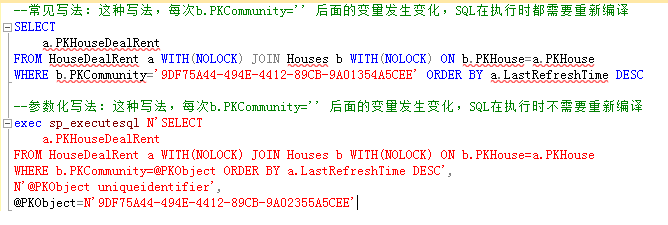 --常见写法：这种写法，每次b.PKCommunity='' 后面的变量发生变化，SQL在执行时都需要重新编译
SELECT
a.PKHouseDealRent
FROM HouseDealRent a WITH(NOLOCK) JOIN Houses b WITH(NOLOCK) ON b.PKHouse=a.PKHouse
WHERE b.PKCommunity='9DF75A44-494E-4412-89CB-9A01354A5CEE' ORDER BY a.LastRefreshTime DESC
--参数化写法：这种写法，每次b.PKCommunity='' 后面的变量发生变化，SQL在执行时不需要重新编译
exec sp_executesql N'SELECT
a.PKHouseDealRent
FROM HouseDealRent a WITH(NOLOCK) JOIN Houses b WITH(NOLOCK) ON b.PKHouse=a.PKHouse
WHERE b.PKCommunity=@PKObject ORDER BY a.LastRefreshTime DESC',
N'@PKObject uniqueidentifier',
@PKObject=N'9DF75A44-494E-4412-89CB-9A02355A5CEE'